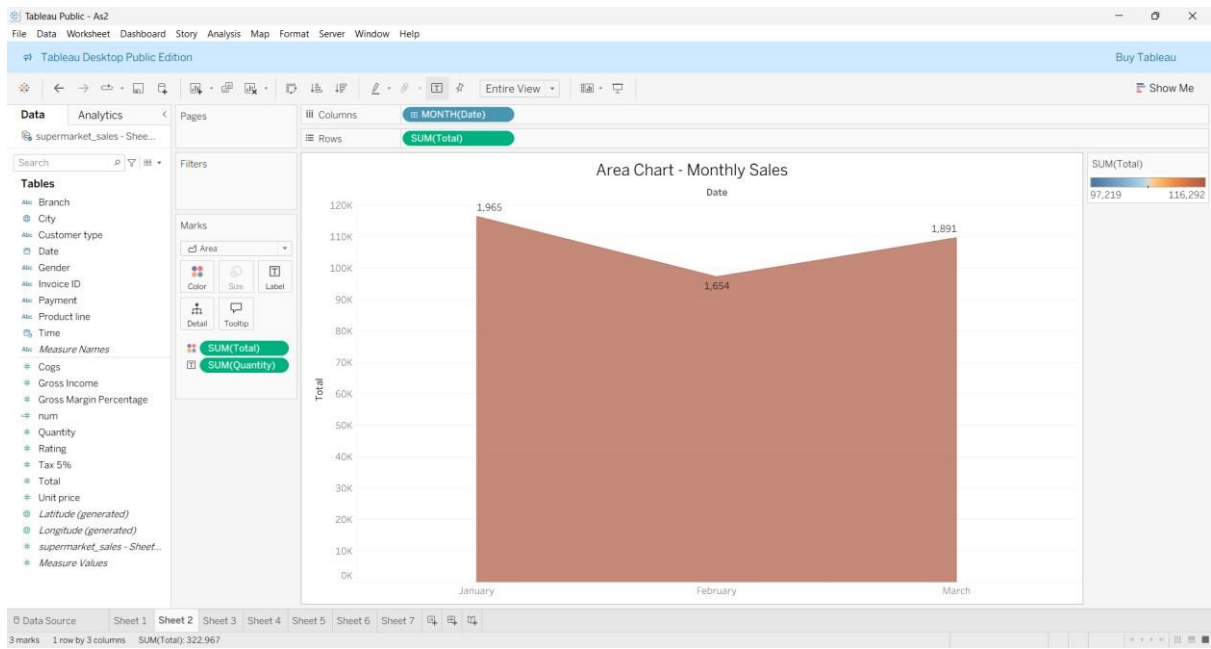 Tableau Public - As2
File Data Worksheet Dashboard Story Analysis Map Format Server Window Help
Tableau Desktop Public Edition
Buy Tableau
Entire View
Show Me
Data Analytics
supermarket_sales - Shee...
Search
Tables
Abc Branch
City
Abc Customer type
Date
Abc Gender
Abc Invoice ID
Abc Payment
Abc Product line
Time
Abc Measure Names
# Cogs
# Gross Income
# Gross Margin Percentage
=# num
# Quantity
# Rating
# Tax 5%
# Total
# Unit price
Latitude (generated)
Longitude (generated)
# supermarket_sales - Sheet...
# Measure Values
Pages
Filters
Marks
Area
Color Size Label
Detail Tooltip
SUM(Total)
SUM(Quantity)
Columns MONTH(Date)
Rows SUM(Total)
Area Chart - Monthly Sales
Date
120K
110K
100K
90K
80K
70K
60K
50K
40K
30K
20K
10K
0K
Total
1,965
1,654
1,891
January February March
SUM(Total)
97,219 116,292
Data Source Sheet 1 Sheet 2 Sheet 3 Sheet 4 Sheet 5 Sheet 6 Sheet 7
3 marks 1 row by 3 columns SUM(Total): 322,967